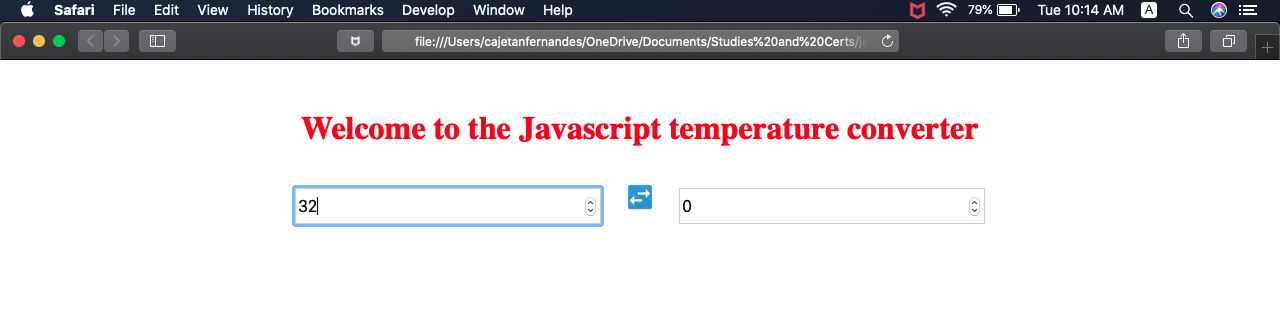 Safari File Edit View History Bookmarks Develop Window Help 79% Tue 10:14 AM A
file:///Users/cajetanfernandes/OneDrive/Documents/Studies%20and%20Certs/
Welcome to the Javascript temperature converter
32 0